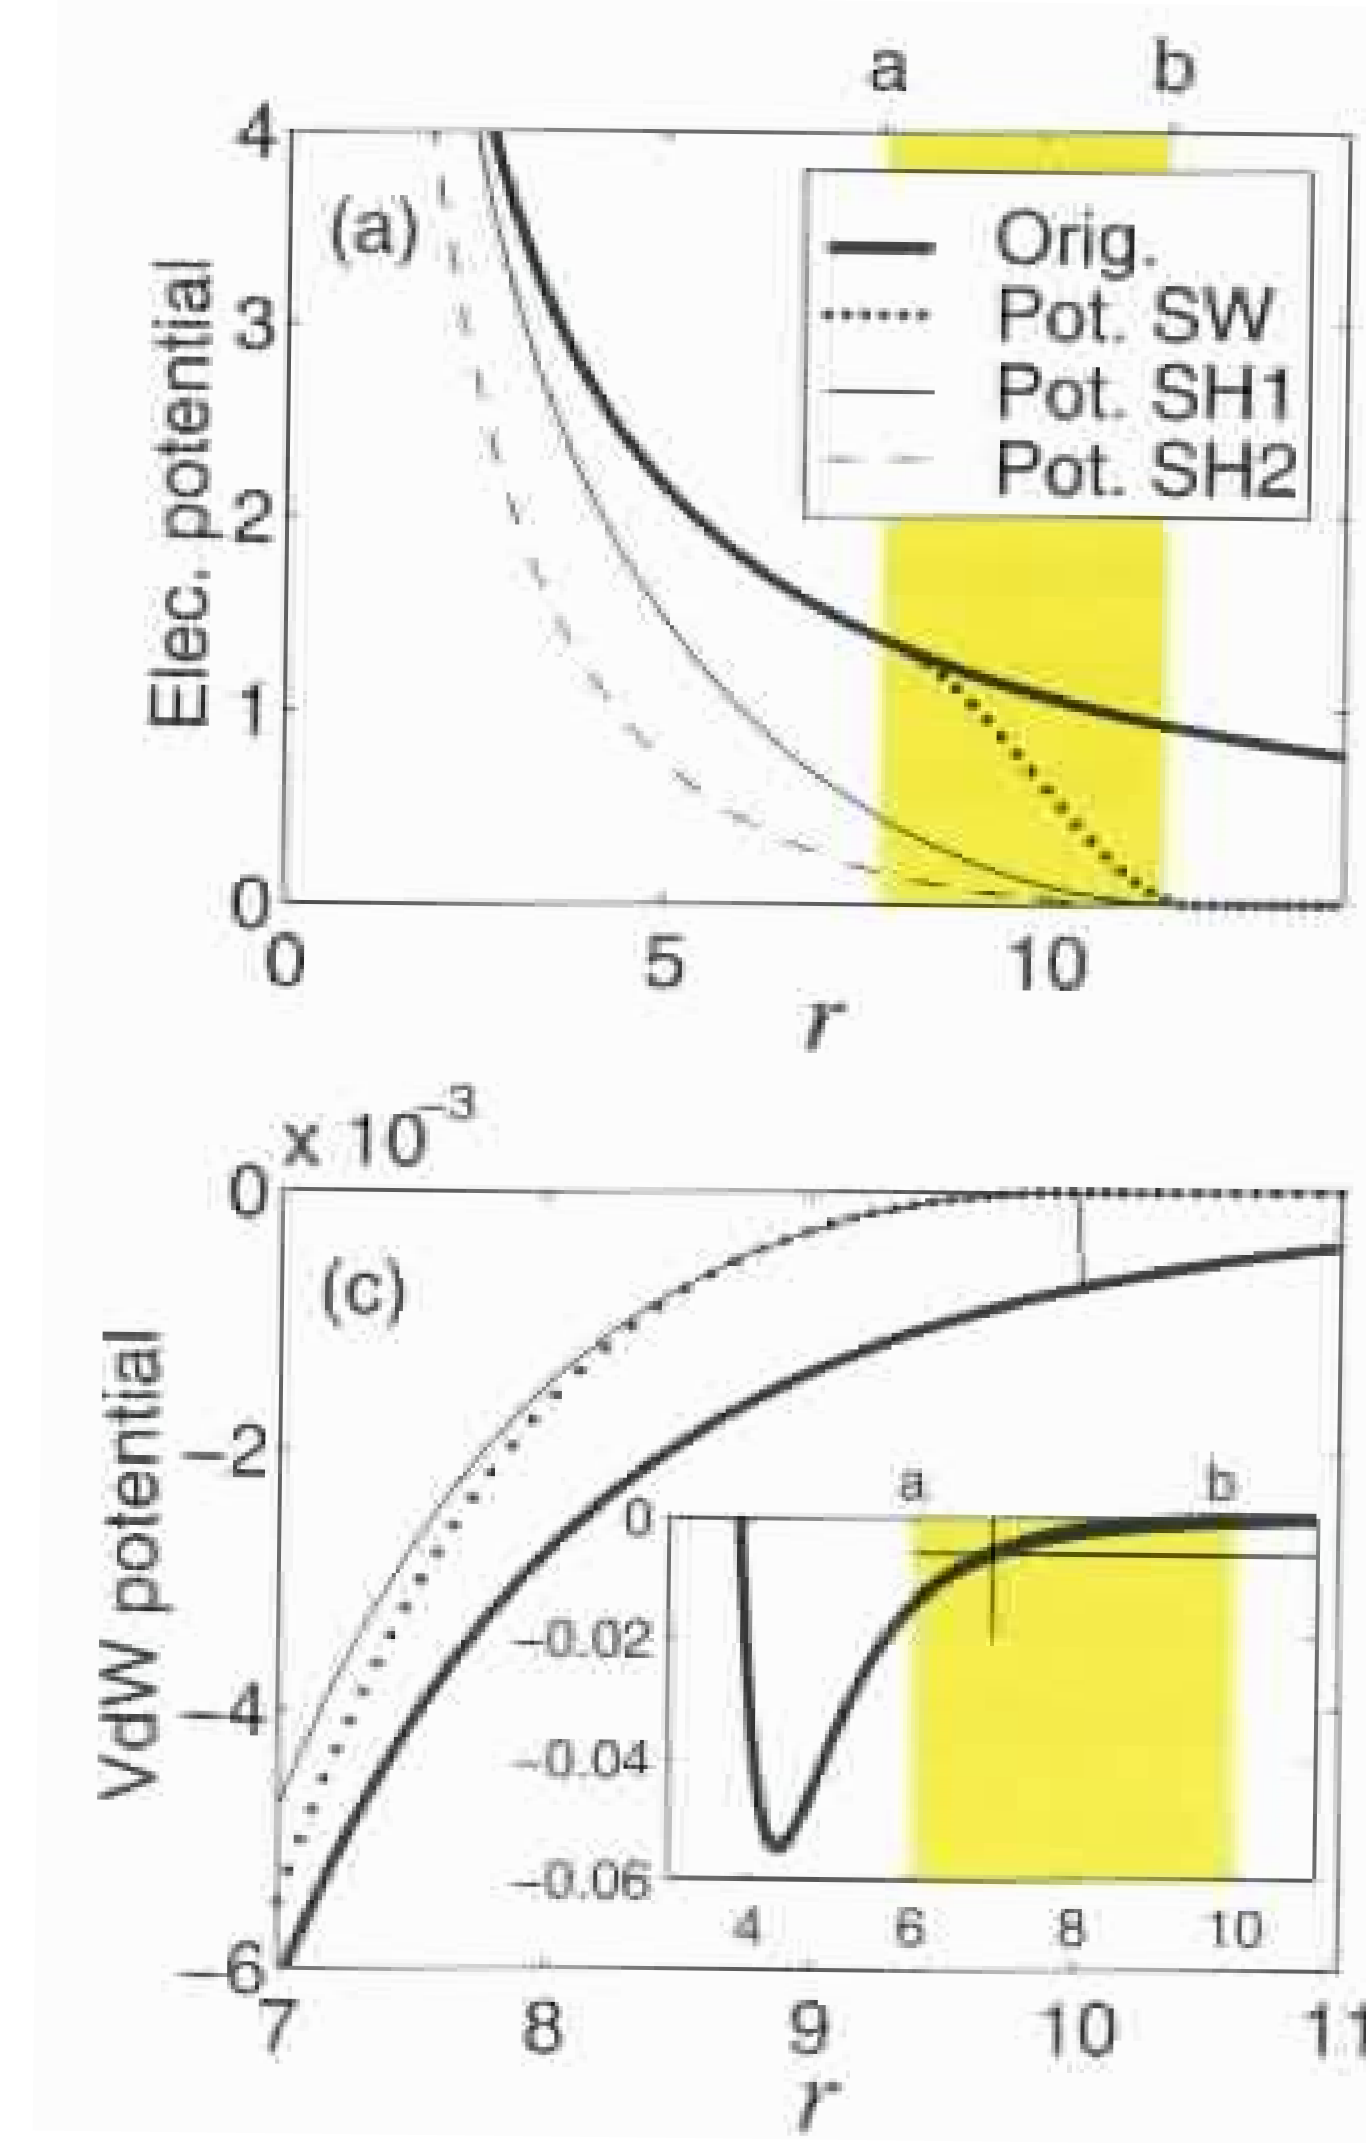 a b
4
(a)
Orig.
Pot. SW
Pot. SH1
Pot. SH2
3
2
1
0
Elec. potential
0 5 10
r
x 10⁻³
0
(c)
−2
−4
−6
VdW potential
a b
0
−0.02
−0.04
−0.06
4 6 8 10
7 8 9 10 11
r